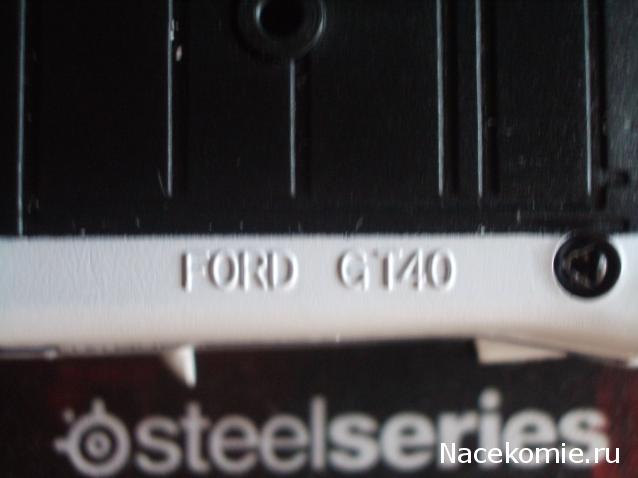 FORD GT40
steelseries
Nacekomie.ru